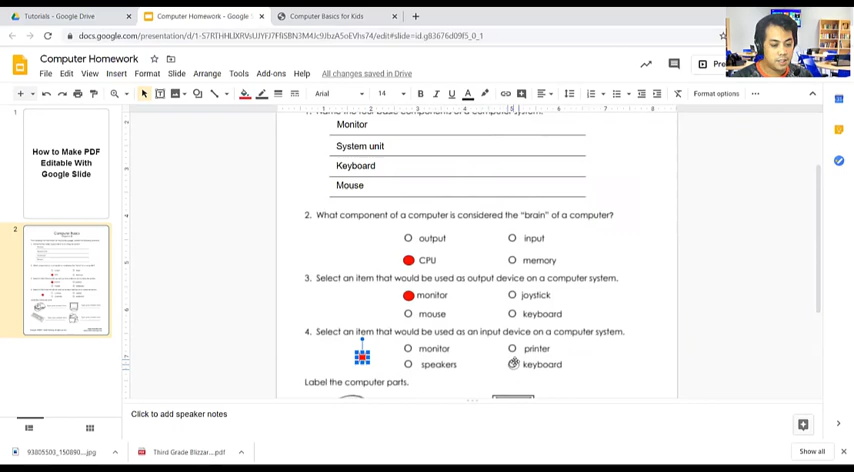 Tutorials - Google Drive
Computer Homework - Google
Computer Basics for Kids
Computer Homework
File Edit View Insert Format Slide Arrange Tools Add-ons Help All changes saved in Drive
Arial 14 B I U A Format options
1
How to Make PDF
Editable With
Google Slide
2
Monitor
System unit
Keyboard
Mouse
2. What component of a computer is considered the "brain" of a computer?
output input
CPU memory
3. Select an item that would be used as output device on a computer system.
monitor joystick
mouse keyboard
4. Select an item that would be used as an input device on a computer system.
monitor printer
speakers keyboard
Label the computer parts.
Click to add speaker notes
93805503_150890....jpg
Third Grade Blizzar....pdf
Show all